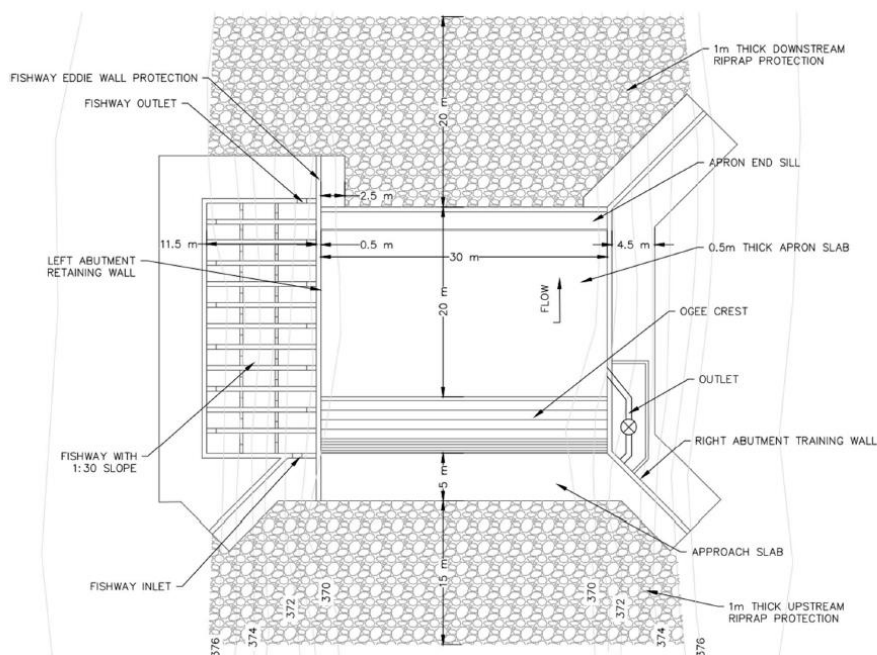 1m THICK DOWNSTREAM
RIPRAP PROTECTION
FISHWAY EDDIE WALL PROTECTION
FISHWAY OUTLET
20 m
APRON END SILL
2.5 m
11.5 m
0.5 m
4.5 m
0.5m THICK APRON SLAB
30 m
LEFT ABUTMENT
RETAINING WALL
20 m
FLOW
OGEE CREST
OUTLET
RIGHT ABUTMENT TRAINING WALL
FISHWAY WITH
1:30 SLOPE
5 m
APPROACH SLAB
FISHWAY INLET
15 m
1m THICK UPSTREAM
RIPRAP PROTECTION
376
374
372
370
370
372
374
376